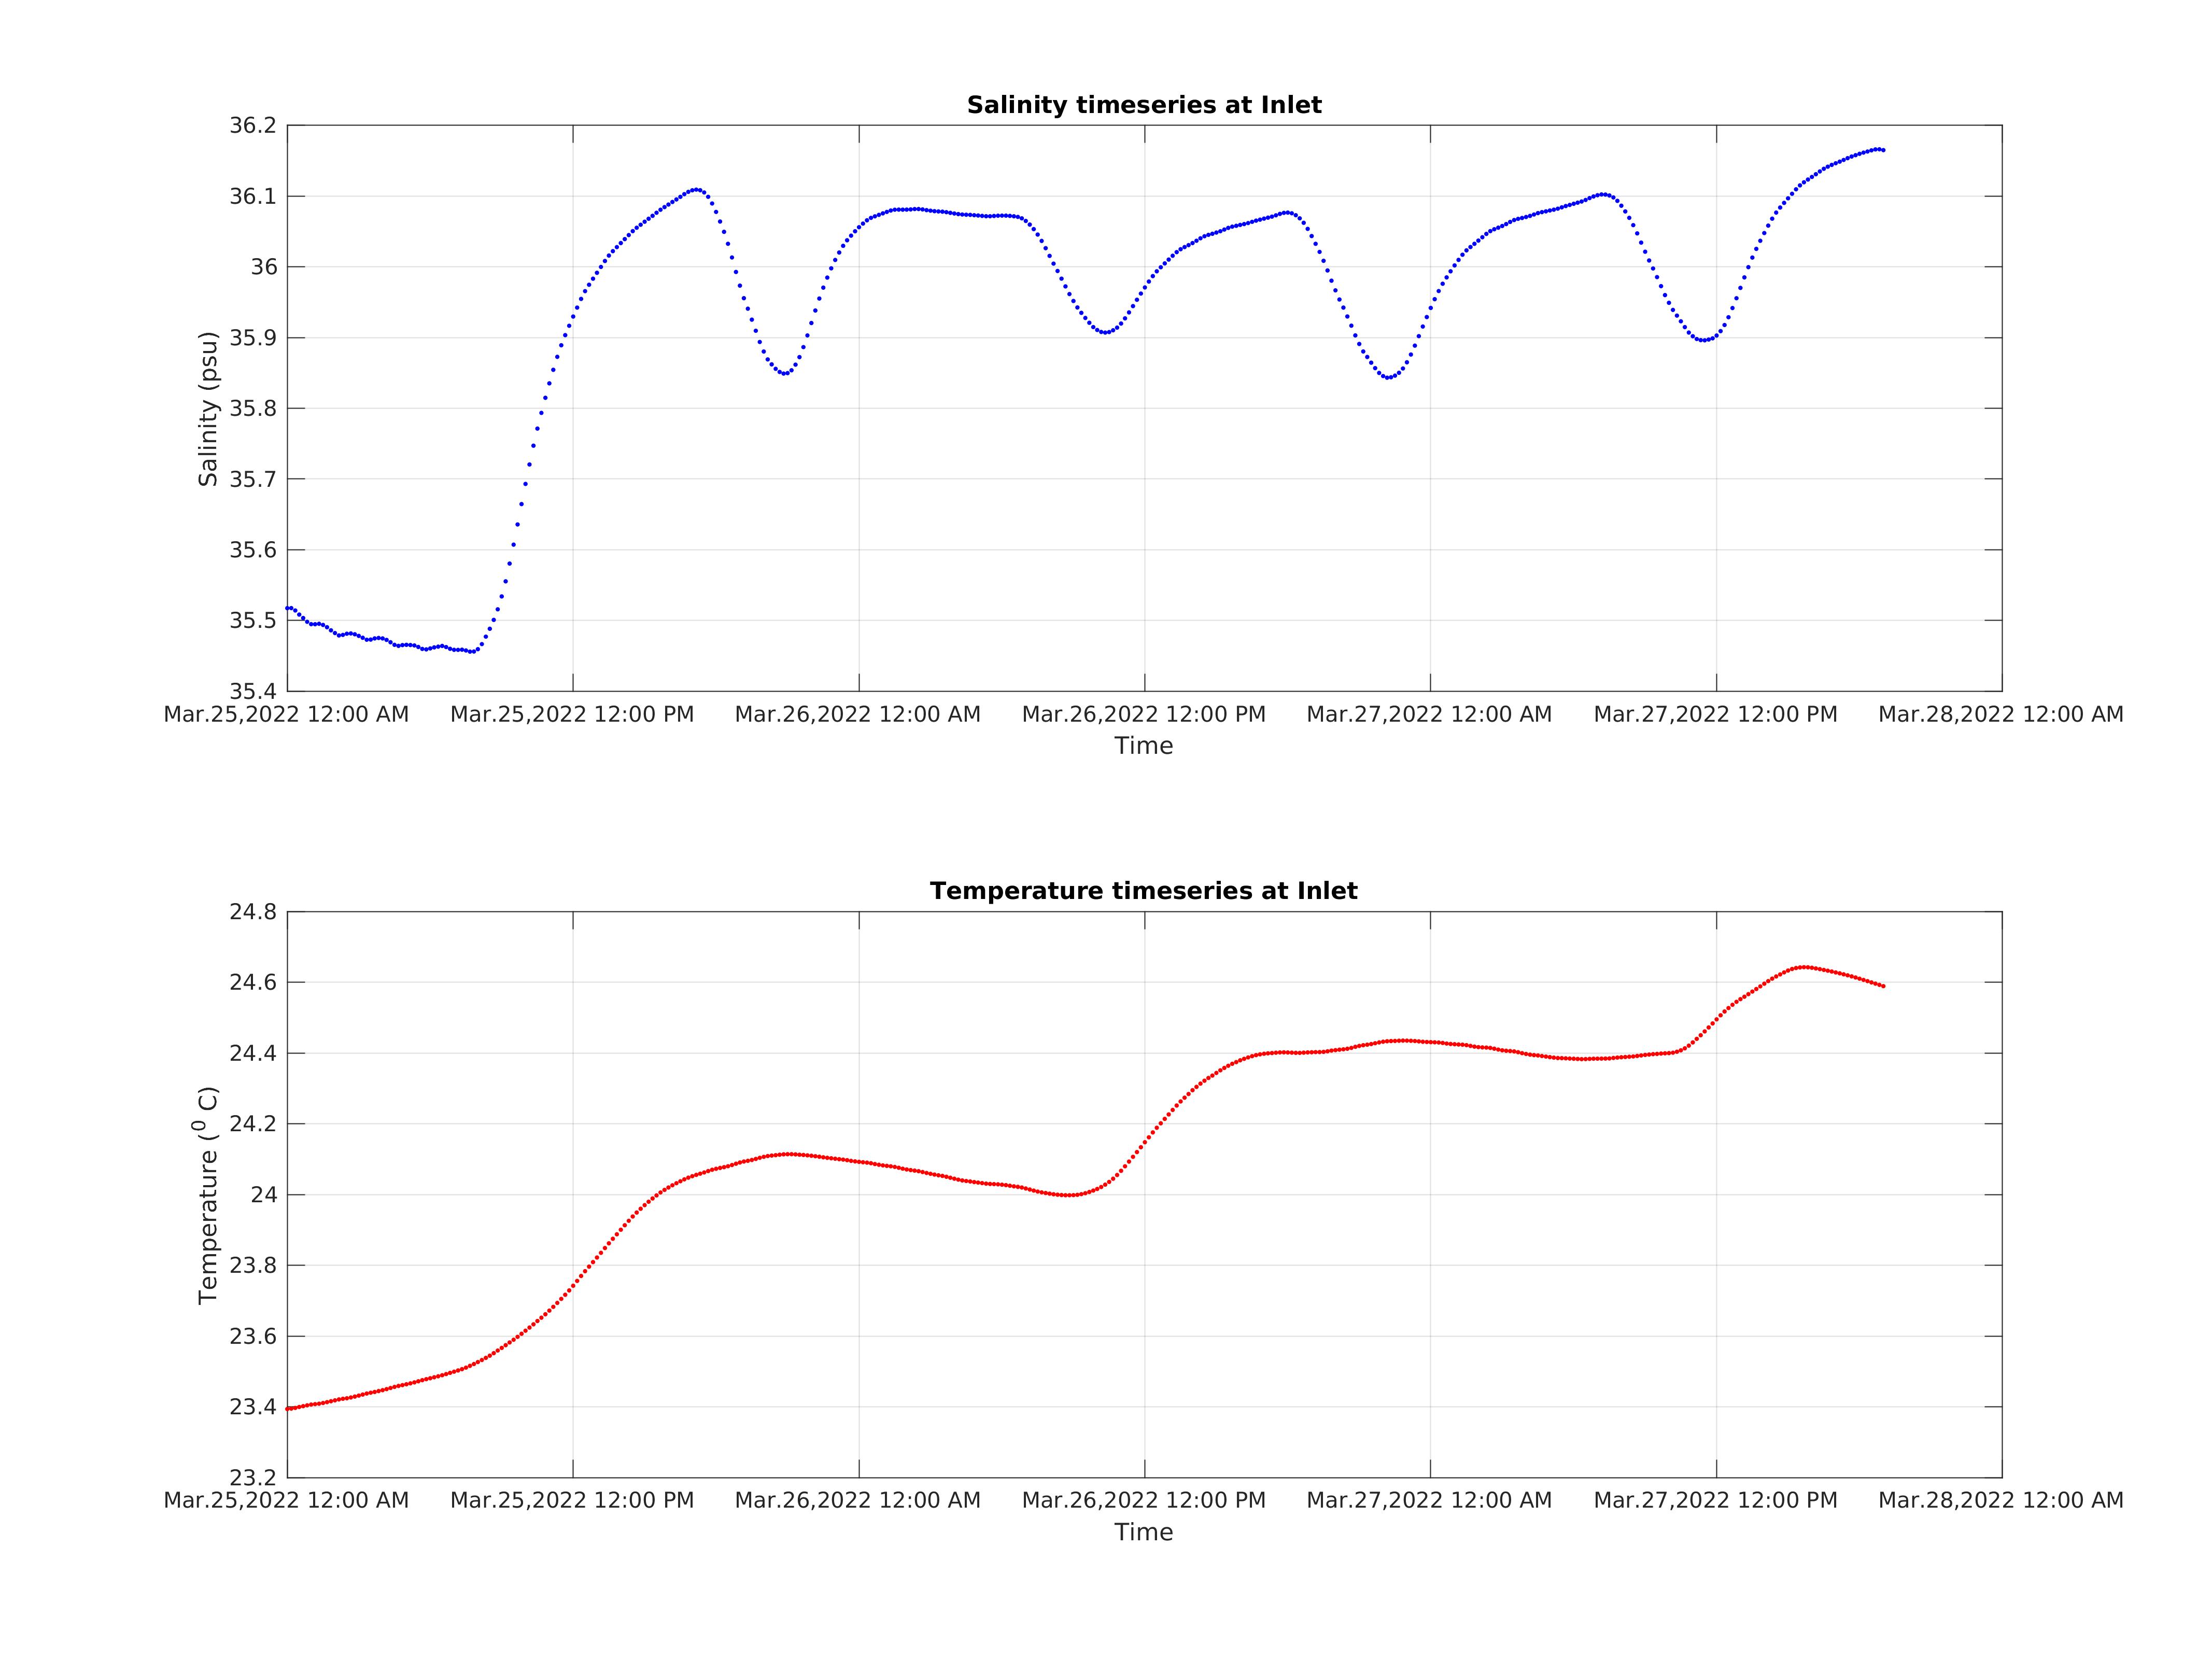 Salinity timeseries at Inlet
36.2
36.1
36
35.9
35.8
35.7
35.6
35.5
35.4
Salinity (psu)
Mar.25,2022 12:00 AM Mar.25,2022 12:00 PM Mar.26,2022 12:00 AM Mar.26,2022 12:00 PM Mar.27,2022 12:00 AM Mar.27,2022 12:00 PM Mar.28,2022 12:00 AM
Time
Temperature timeseries at Inlet
24.8
24.6
24.4
24.2
24
23.8
23.6
23.4
23.2
Temperature (⁰ C)
Mar.25,2022 12:00 AM Mar.25,2022 12:00 PM Mar.26,2022 12:00 AM Mar.26,2022 12:00 PM Mar.27,2022 12:00 AM Mar.27,2022 12:00 PM Mar.28,2022 12:00 AM
Time